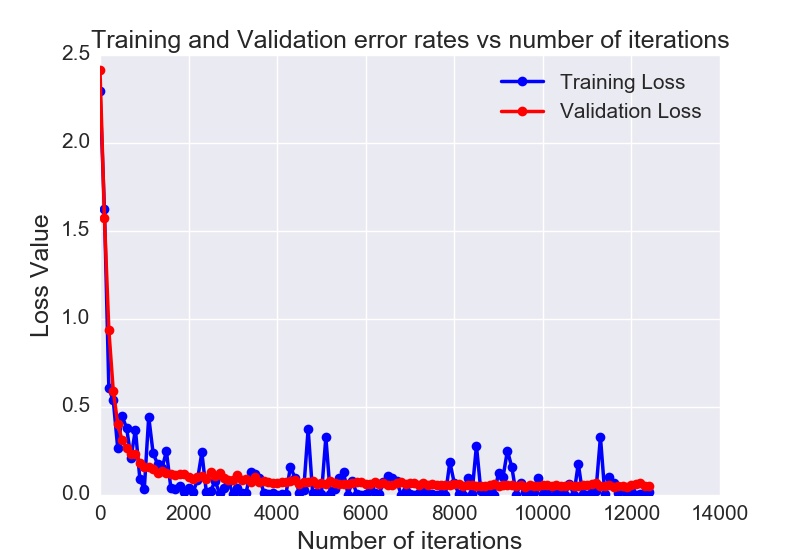 Training and Validation error rates vs number of iterations
2.5
2.0
1.5
1.0
0.5
0.0
Loss Value
Training Loss
Validation Loss
0 2000 4000 6000 8000 10000 12000 14000
Number of iterations